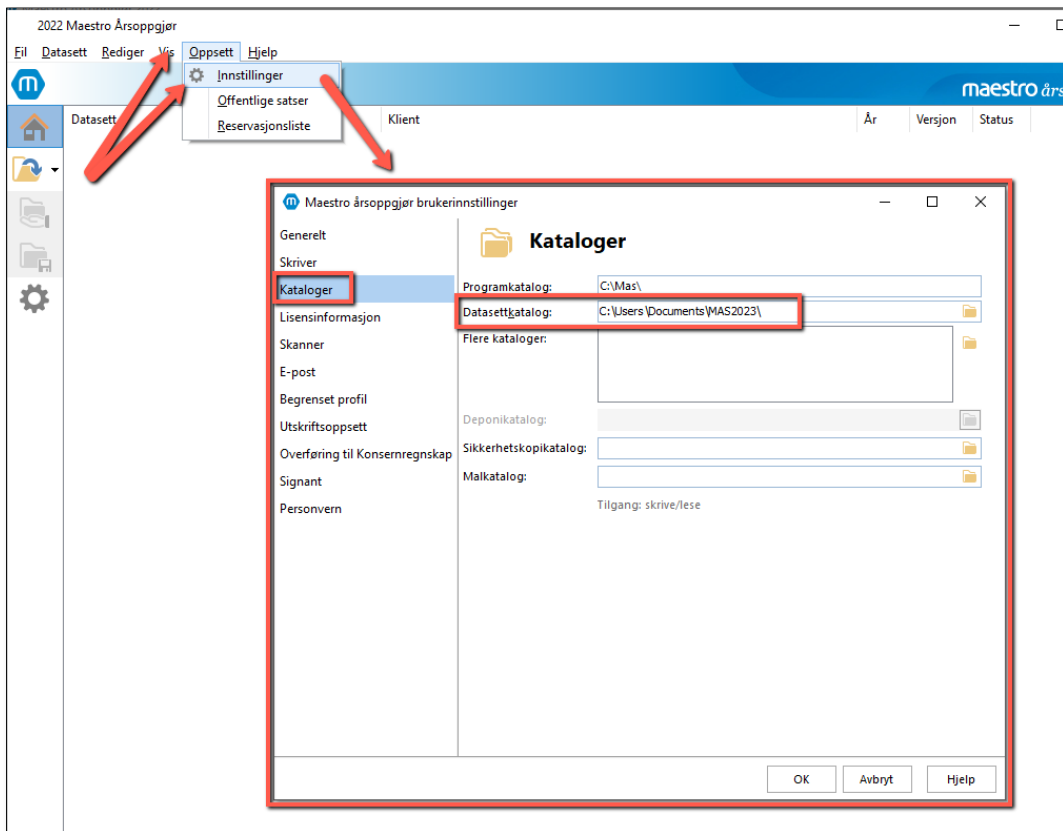 2022 Maestro Årsoppgjør
Fil Datasett Rediger Vis Oppsett Hjelp
Innstillinger
maestro års
Offentlige satser
Datasett Klient År Versjon Status
Reservasjonsliste
Maestro årsoppgjør brukerinnstillinger
Generelt
Skriver
Kataloger
Lisensinformasjon
Skanner
E-post
Begrenset profil
Utskriftsoppsett
Overføring til Konsernregnskap
Signant
Personvern
Kataloger
Programkatalog: C:\Mas\
Datasettkatalog: C:\Users\Documents\MAS2023\
Flere kataloger:
Deponikatalog:
Sikkerhetskopikatalog:
Malkatalog:
Tilgang: skrive/lese
OK Avbryt Hjelp